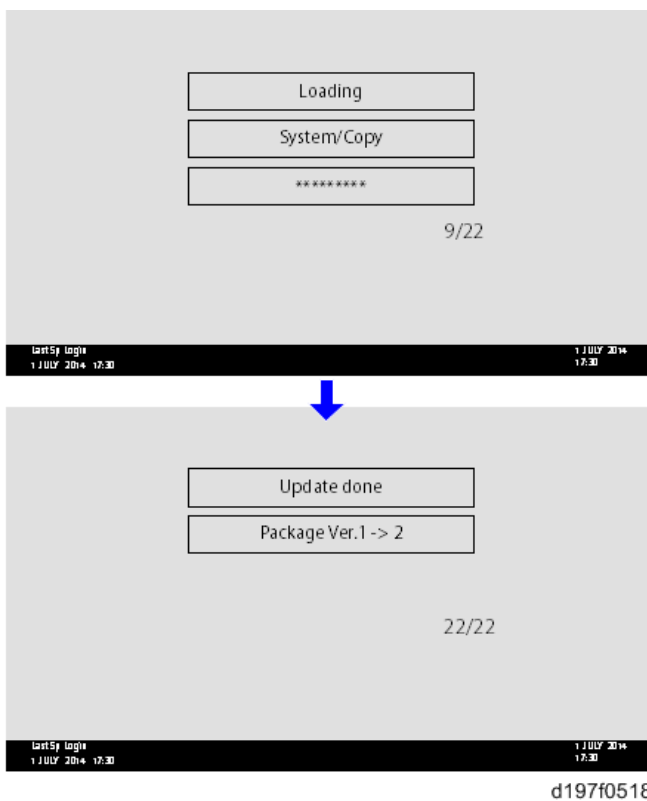 Loading
System/Copy
*********
9/22
Last Sp Login
1 JULY 2014 17:30
1 JULY 2014
17:30
Update done
Package Ver.1 -> 2
22/22
Last Sp Login
1 JULY 2014 17:30
1 JULY 2014
17:30
d197f0518